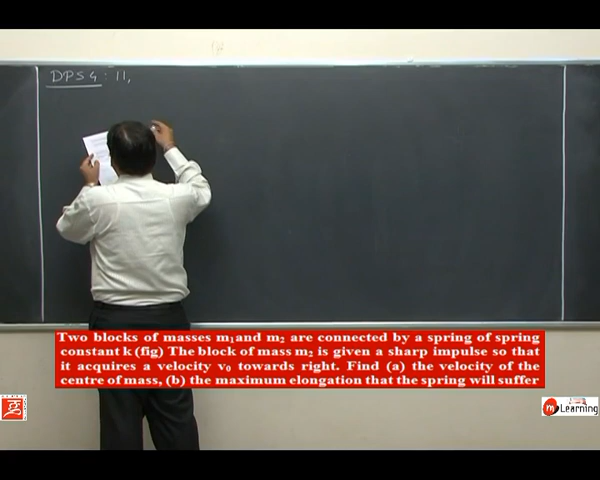 DPS 4 : 11,
Two blocks of masses m₁and m₂ are connected by a spring of spring
constant k (fig) The block of mass m₂ is given a sharp impulse so that
it acquires a velocity v₀ towards right. Find (a) the velocity of the
centre of mass, (b) the maximum elongation that the spring will suffer
m Learning